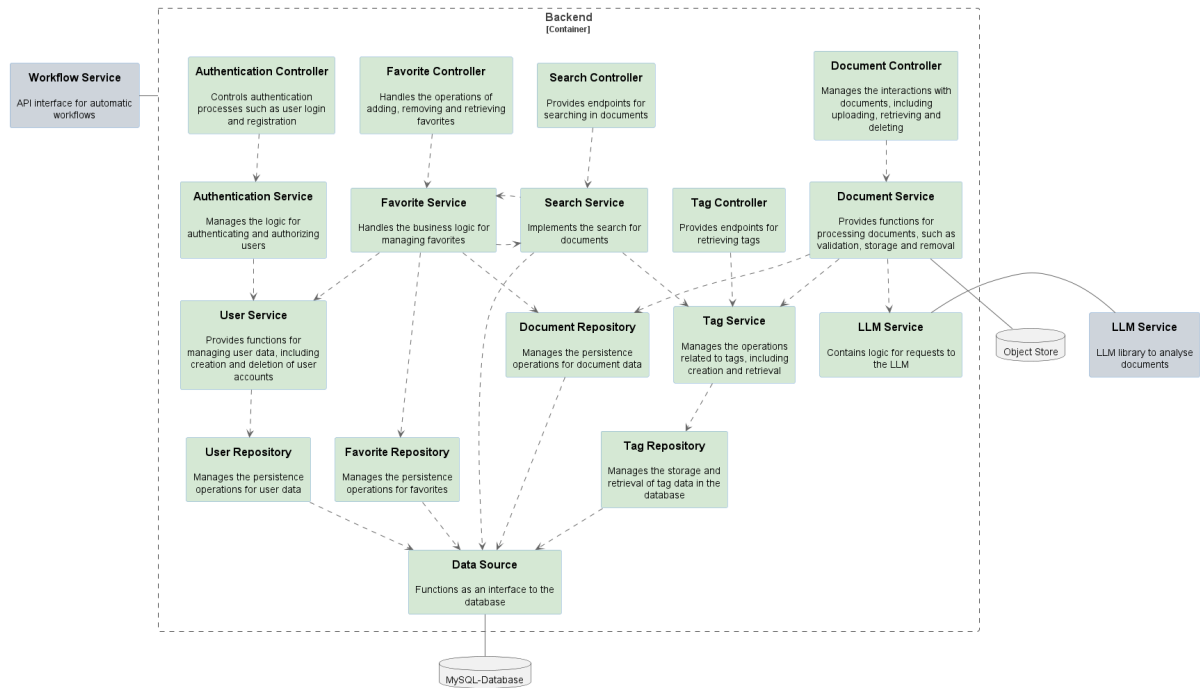 Backend
[Container]
Workflow Service
API interface for automatic
workflows
Authentication Controller
Controls authentication
processes such as user login
and registration
Favorite Controller
Handles the operations of
adding, removing and retrieving
favorites
Search Controller
Provides endpoints for
searching in documents
Document Controller
Manages the interactions with
documents, including
uploading, retrieving and
deleting
Authentication Service
Manages the logic for
authenticating and authorizing
users
Favorite Service
Handles the business logic for
managing favorites
Search Service
Implements the search for
documents
Tag Controller
Provides endpoints for
retrieving tags
Document Service
Provides functions for
processing documents, such as
validation, storage and removal
User Service
Provides functions for
managing user data, including
creation and deletion of user
accounts
Document Repository
Manages the persistence
operations for document data
Tag Service
Manages the operations
related to tags, including
creation and retrieval
LLM Service
Contains logic for requests to
the LLM
Object Store
LLM Service
LLM library to analyse
documents
User Repository
Manages the persistence
operations for user data
Favorite Repository
Manages the persistence
operations for favorites
Tag Repository
Manages the storage and
retrieval of tag data in the
database
Data Source
Functions as an interface to the
database
MySQL-Database